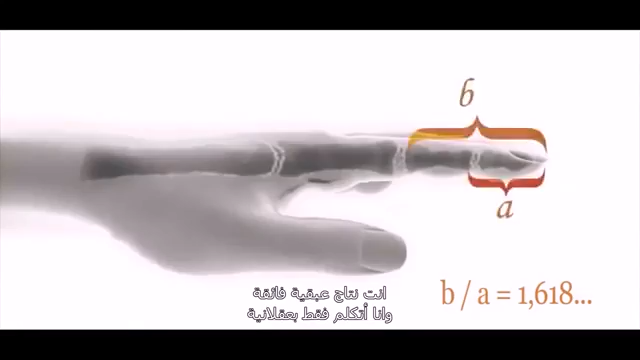 b
a
b / a = 1,618...
انت نتاج عبقية فائقة
وانا أتكلم فقط بعقلانية